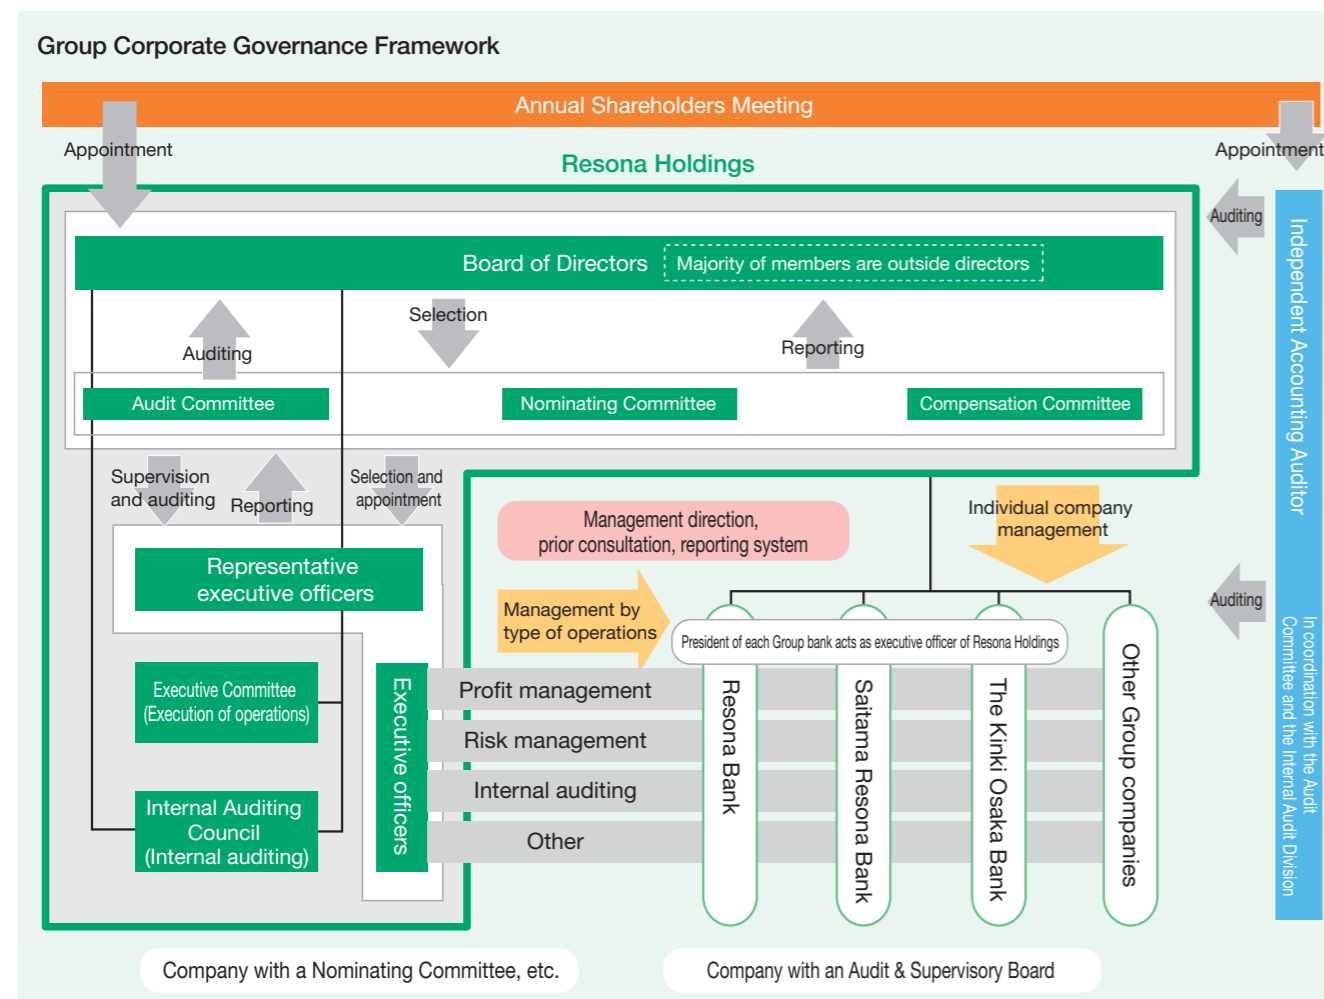 Group Corporate Governance Framework
Annual Shareholders Meeting
Appointment
Appointment
Resona Holdings
Auditing
Board of Directors
Majority of members are outside directors
Selection
Auditing
Reporting
Audit Committee
Nominating Committee
Compensation Committee
Supervision
and auditing
Reporting
Selection and
appointment
Individual company
management
Management direction,
prior consultation, reporting system
Representative
executive officers
Management by
type of operations
Auditing
President of each Group bank acts as executive officer of Resona Holdings
Executive Committee
(Execution of operations)
Internal Auditing
Council
(Internal auditing)
Executive officers
Profit management
Risk management
Internal auditing
Other
Resona Bank
Saitama Resona Bank
The Kinki Osaka Bank
Other Group companies
Independent Accounting Auditor
In coordination with the Audit
Committee and the Internal Audit Division
Company with a Nominating Committee, etc.
Company with an Audit & Supervisory Board